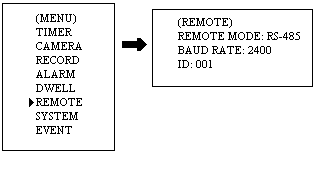 (MENU)
TIMER
CAMERA
RECORD
ALARM
DWELL
REMOTE
SYSTEM
EVENT
(REMOTE)
REMOTE MODE: RS-485
BAUD RATE: 2400
ID: 001